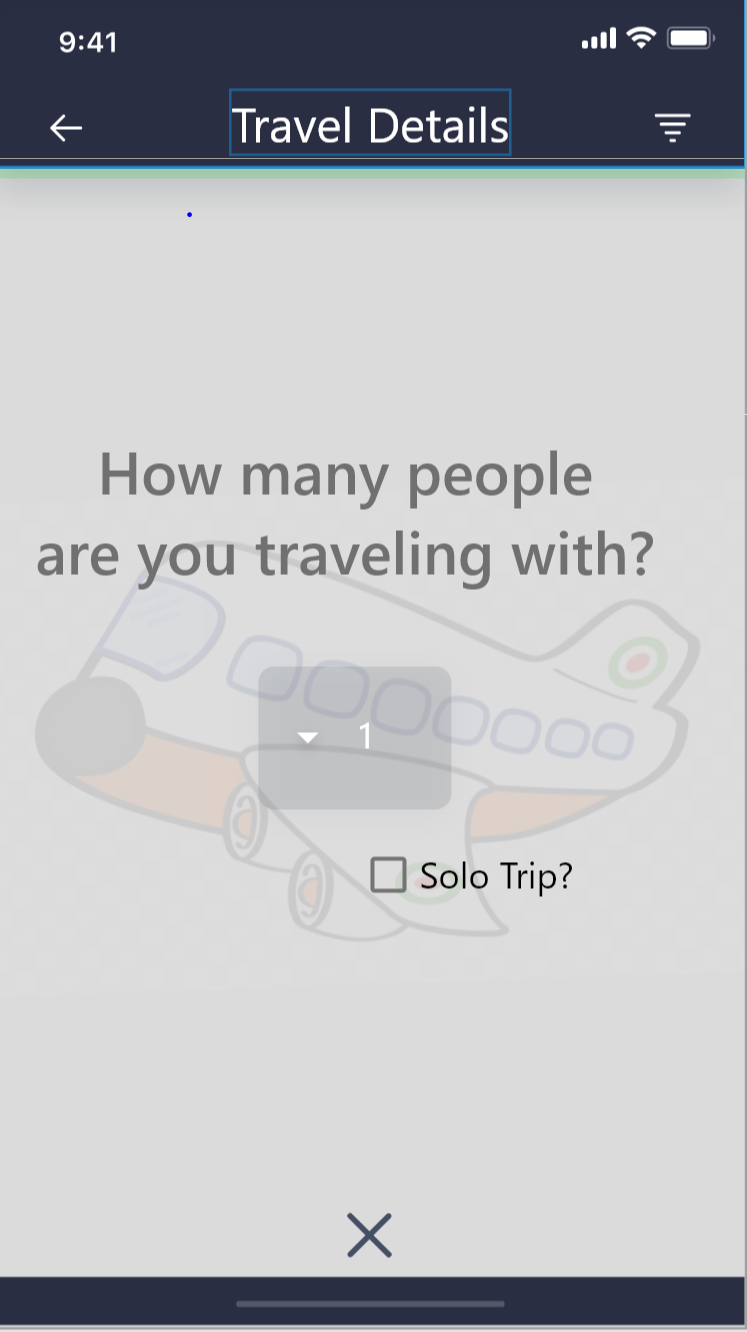 9:41
Travel Details
How many people
are you traveling with?
1
Solo Trip?